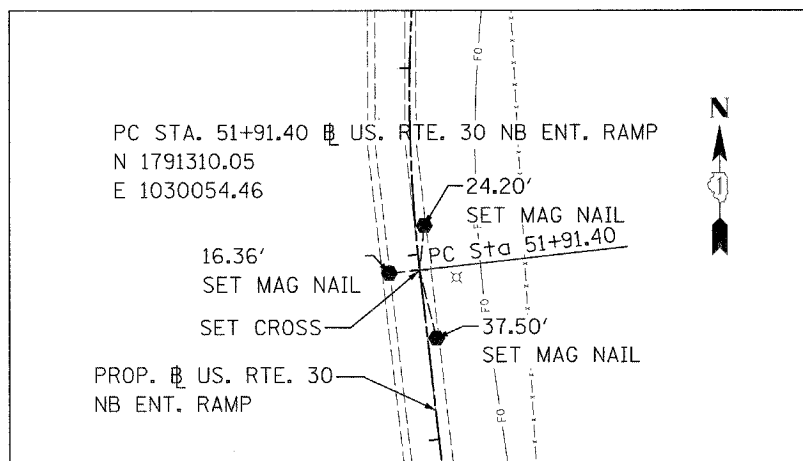 PC STA. 51+91.40 ⅊ US. RTE. 30 NB ENT. RAMP
N 1791310.05
E 1030054.46
N
24.20'
SET MAG NAIL
PC Sta 51+91.40
16.36'
SET MAG NAIL
SET CROSS
37.50'
SET MAG NAIL
PROP. ⅊ US. RTE. 30
NB ENT. RAMP
FO
FO